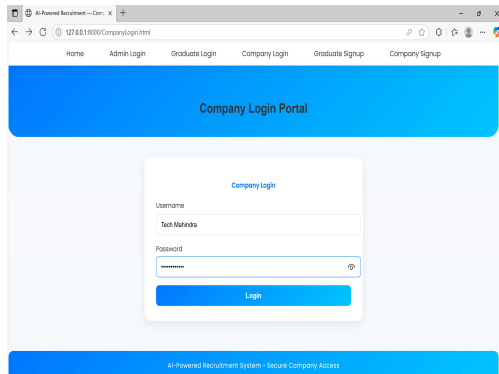 AI-Powered Recruitment — Comp
127.0.0.1:8000/CompanyLogin.html
Home Admin Login Graduate Login Company Login Graduate Signup Company Signup
Company Login Portal
Company Login
Username
Tech Mahindra
Password
Login
AI-Powered Recruitment System • Secure Company Access